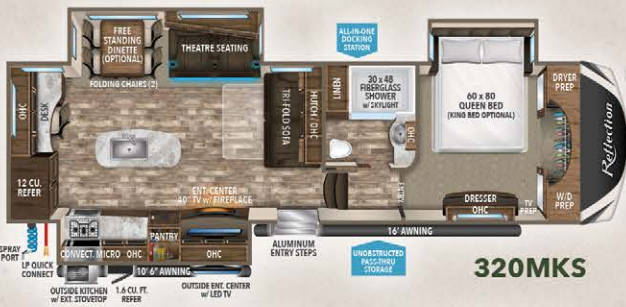 FREE
STANDING
DINETTE
(OPTIONAL)
THEATRE SEATING
FOLDING CHAIRS (2)
ALL-IN-ONE
DOCKING
STATION
OHC
DESK
TRI-FOLD SOFA
HUTCH / OHC
LINEN
30 x 48
FIBERGLASS
SHOWER
w/ SKYLIGHT
60 x 80
QUEEN BED
(KING BED OPTIONAL)
DRYER
PREP
Reflection
OHC
12 CU.
REFER
ENT. CENTER
40" TV w/ FIREPLACE
DRESSER
OHC
TV
PREP
W/D
PREP
16' AWNING
SPRAY
PORT
LP QUICK
CONNECT
CONVECT. MICRO
OHC
PANTRY
OHC
10' 6" AWNING
ALUMINUM
ENTRY STEPS
UNOBSTRUCTED
PASS-THRU
STORAGE
OUTSIDE KITCHEN
w/ EXT. STOVETOP
1.6 CU. FT.
REFER
OUTSIDE ENT. CENTER
w/ LED TV
320MKS